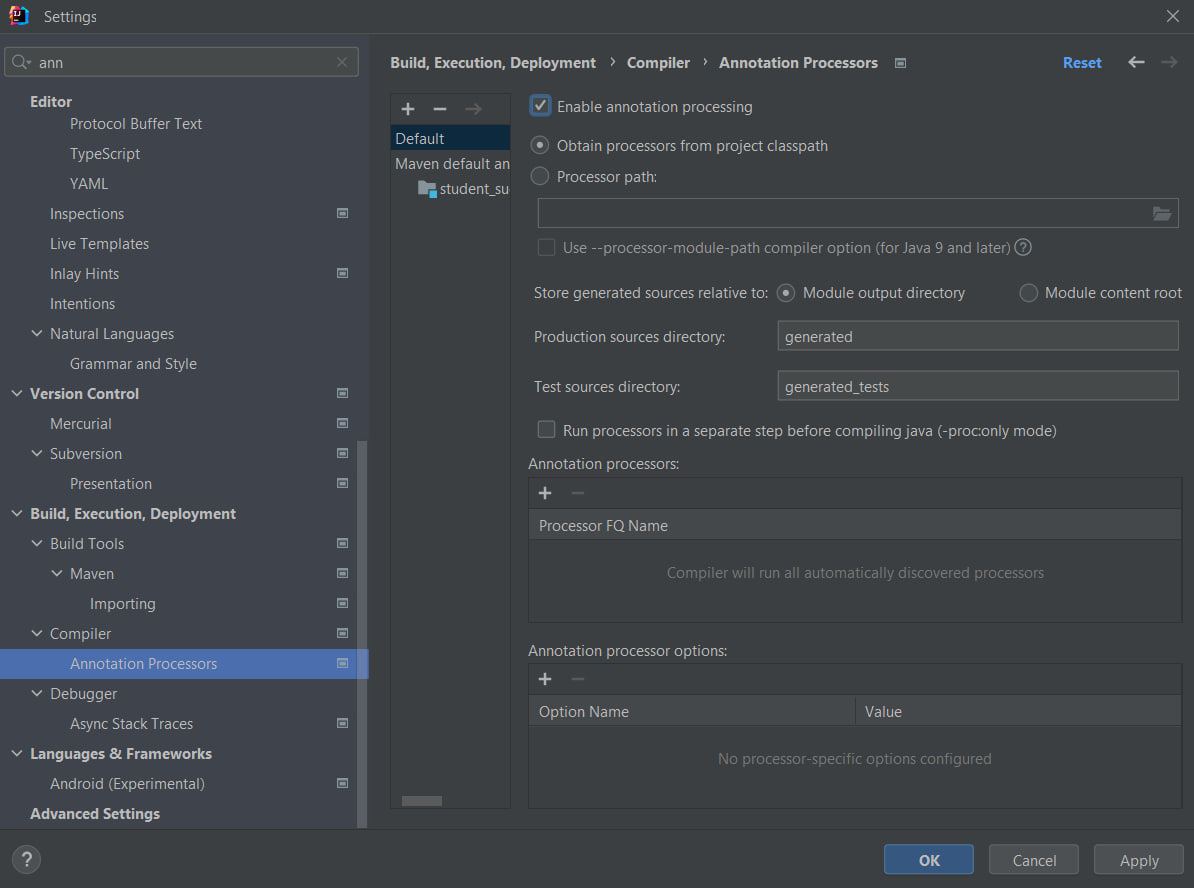 Settings
ann
Editor
Protocol Buffer Text
TypeScript
YAML
Inspections
Live Templates
Inlay Hints
Intentions
Natural Languages
Grammar and Style
Version Control
Mercurial
Subversion
Presentation
Build, Execution, Deployment
Build Tools
Maven
Importing
Compiler
Annotation Processors
Debugger
Async Stack Traces
Languages & Frameworks
Android (Experimental)
Advanced Settings
Build, Execution, Deployment › Compiler › Annotation Processors
Reset
Default
Maven default an
student_su
Enable annotation processing
Obtain processors from project classpath
Processor path:
Use --processor-module-path compiler option (for Java 9 and later) ?
Store generated sources relative to: Module output directory Module content root
Production sources directory: generated
Test sources directory: generated_tests
Run processors in a separate step before compiling java (-proc:only mode)
Annotation processors:
Processor FQ Name
Compiler will run all automatically discovered processors
Annotation processor options:
Option Name Value
No processor-specific options configured
? OK Cancel Apply